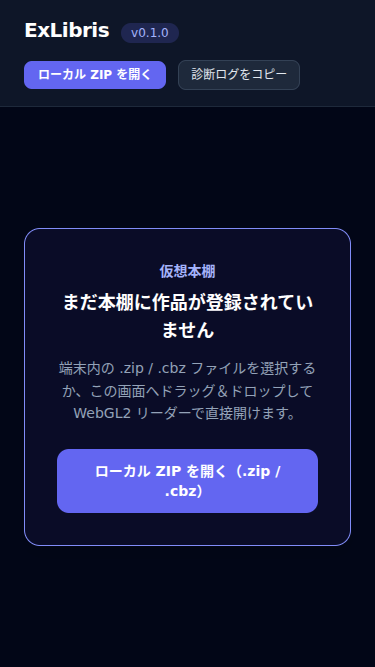 ExLibris v0.1.0
ローカル ZIP を開く 診断ログをコピー
仮想本棚
まだ本棚に作品が登録されてい
ません
端末内の .zip / .cbz ファイルを選択する
か、この画面へドラッグ＆ドロップして
WebGL2 リーダーで直接開けます。
ローカル ZIP を開く（.zip /
.cbz）